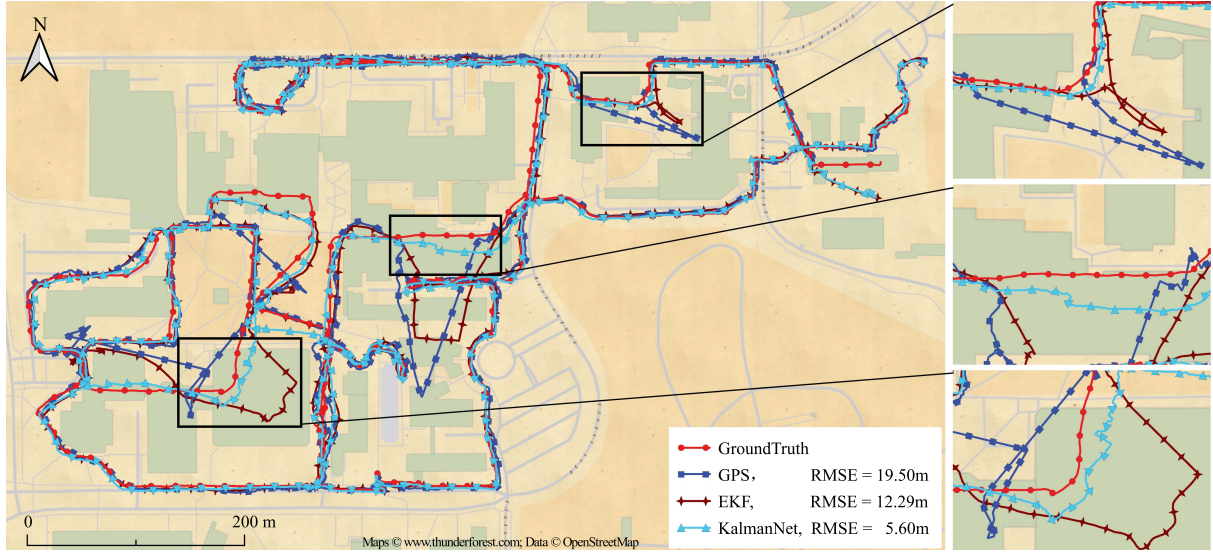 N
GroundTruth
GPS, RMSE = 19.50m
EKF, RMSE = 12.29m
KalmanNet, RMSE = 5.60m
0 200 m
Maps © www.thunderforest.com; Data © OpenStreetMap